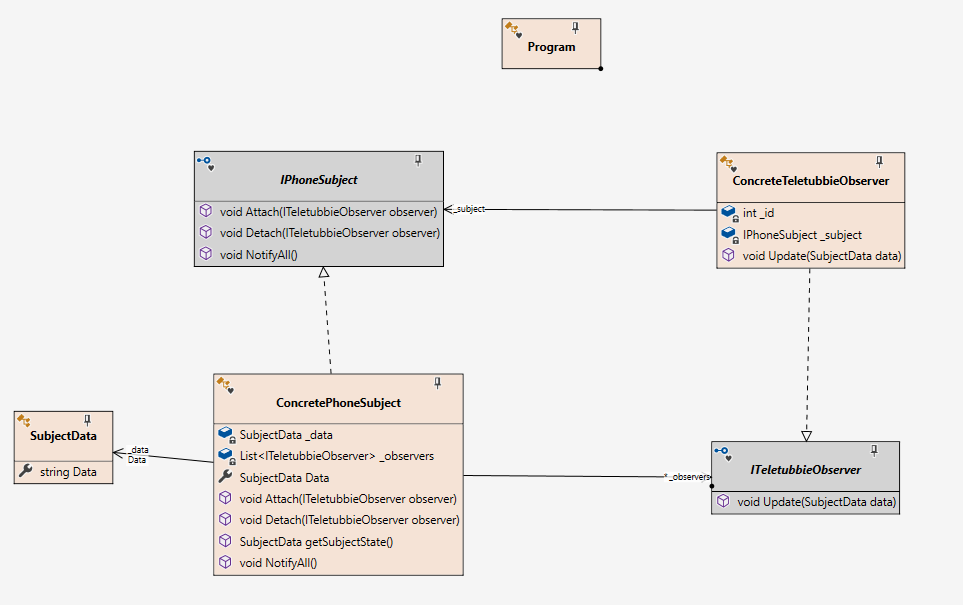 Program
IPhoneSubject
void Attach(ITeletubbieObserver observer)
void Detach(ITeletubbieObserver observer)
void NotifyAll()
_subject
ConcreteTeletubbieObserver
int _id
IPhoneSubject _subject
void Update(SubjectData data)
SubjectData
string Data
_data
Data
ConcretePhoneSubject
SubjectData _data
List<ITeletubbieObserver> _observers
SubjectData Data
void Attach(ITeletubbieObserver observer)
void Detach(ITeletubbieObserver observer)
SubjectData getSubjectState()
void NotifyAll()
* _observers
ITeletubbieObserver
void Update(SubjectData data)